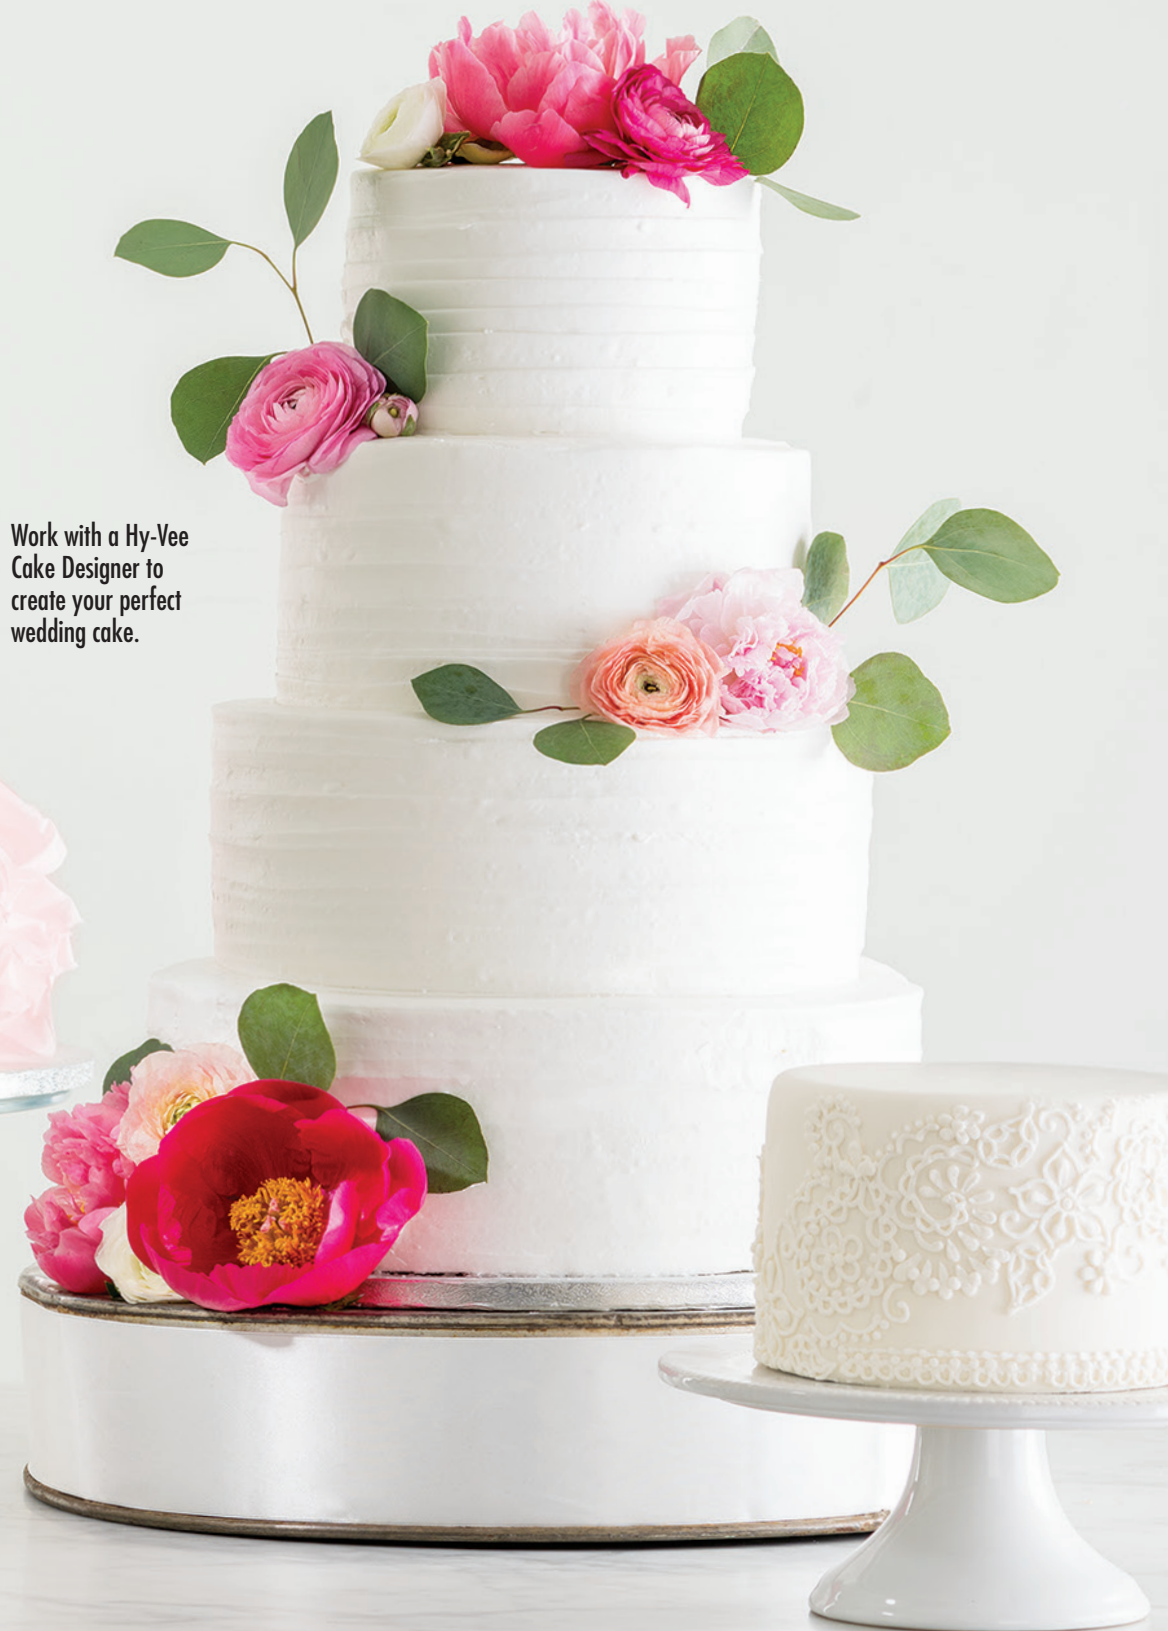 Work with a Hy-Vee
Cake Designer to
create your perfect
wedding cake.